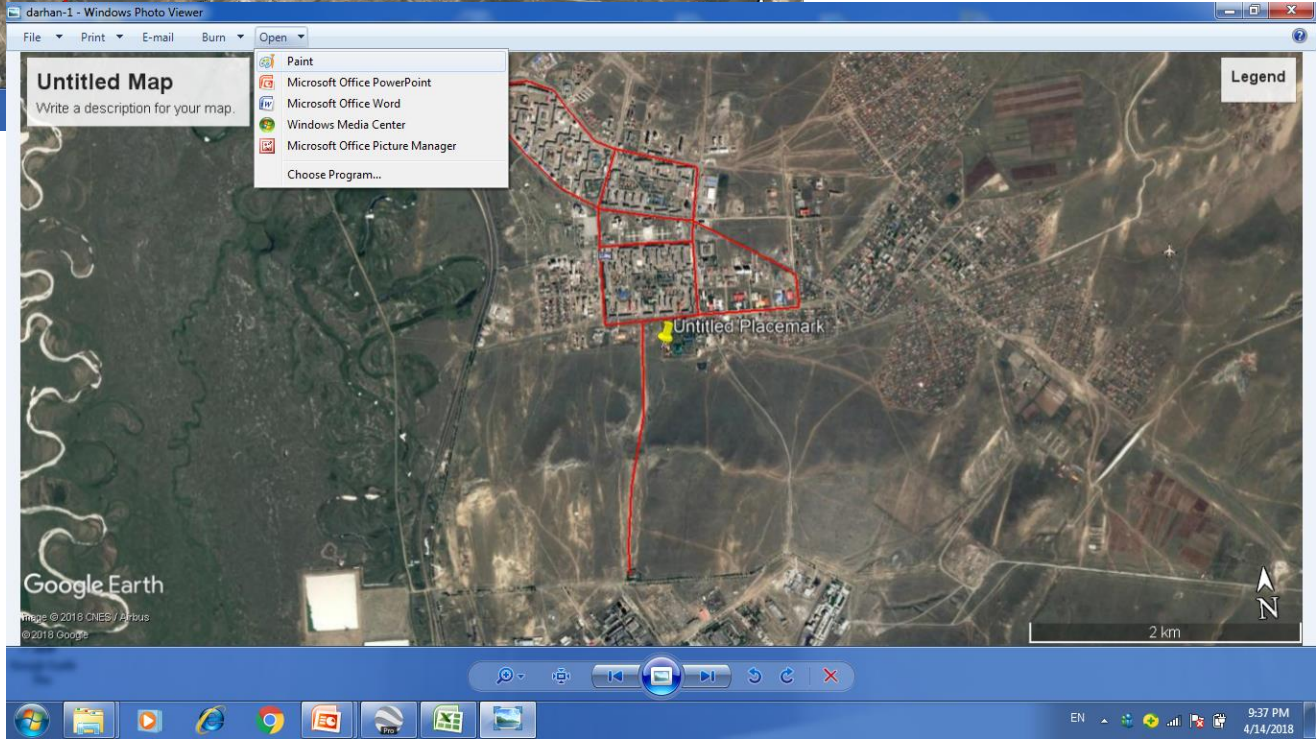 darhan-1 - Windows Photo Viewer
File Print E-mail Burn Open
Paint
Microsoft Office PowerPoint
Microsoft Office Word
Windows Media Center
Microsoft Office Picture Manager
Choose Program...
Untitled Map
Write a description for your map.
Legend
Untitled Placemark
Google Earth
Image © 2018 CNES / Airbus
© 2018 Google
N
2 km
Pro
EN
9:37 PM
4/14/2018